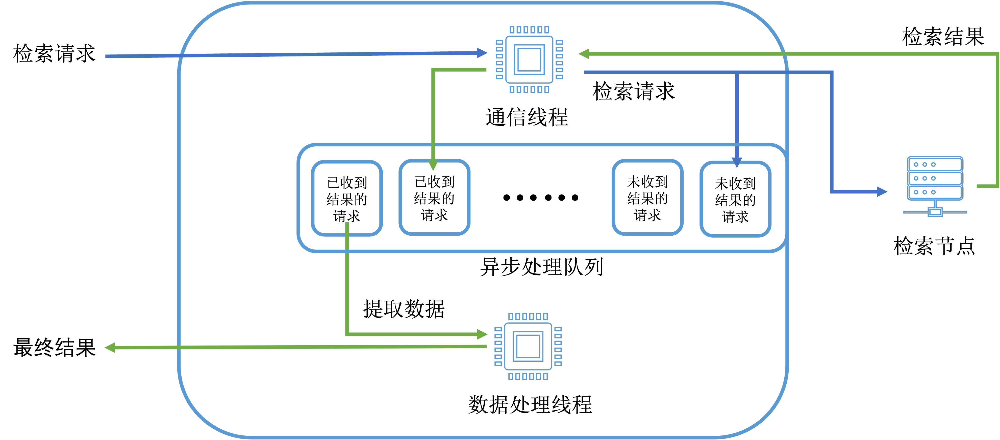 检索请求
检索结果
检索请求
通信线程
已收到
结果的
请求
已收到
结果的
请求
未收到
结果的
请求
未收到
结果的
请求
检索节点
异步处理队列
提取数据
最终结果
数据处理线程